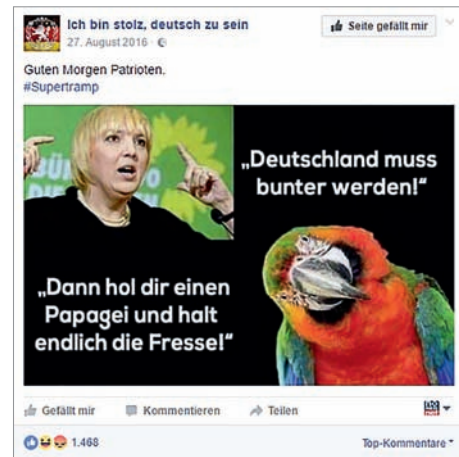 Ich bin stolz, deutsch zu sein
27. August 2016
Seite gefällt mir
Guten Morgen Patrioten.
#Supertramp
„Deutschland muss
bunter werden!“
„Dann hol dir einen
Papagei und halt
endlich die Fresse!“
Gefällt mir
Kommentieren
Teilen
1.468
Top-Kommentare